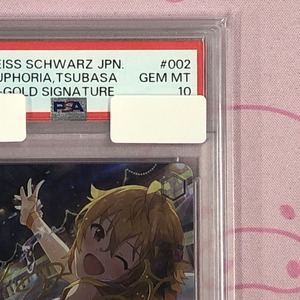 EISS SCHWARZ JPN. #002
UPHORIA,TSUBASA GEM MT
-GOLD SIGNATURE 10
PSA